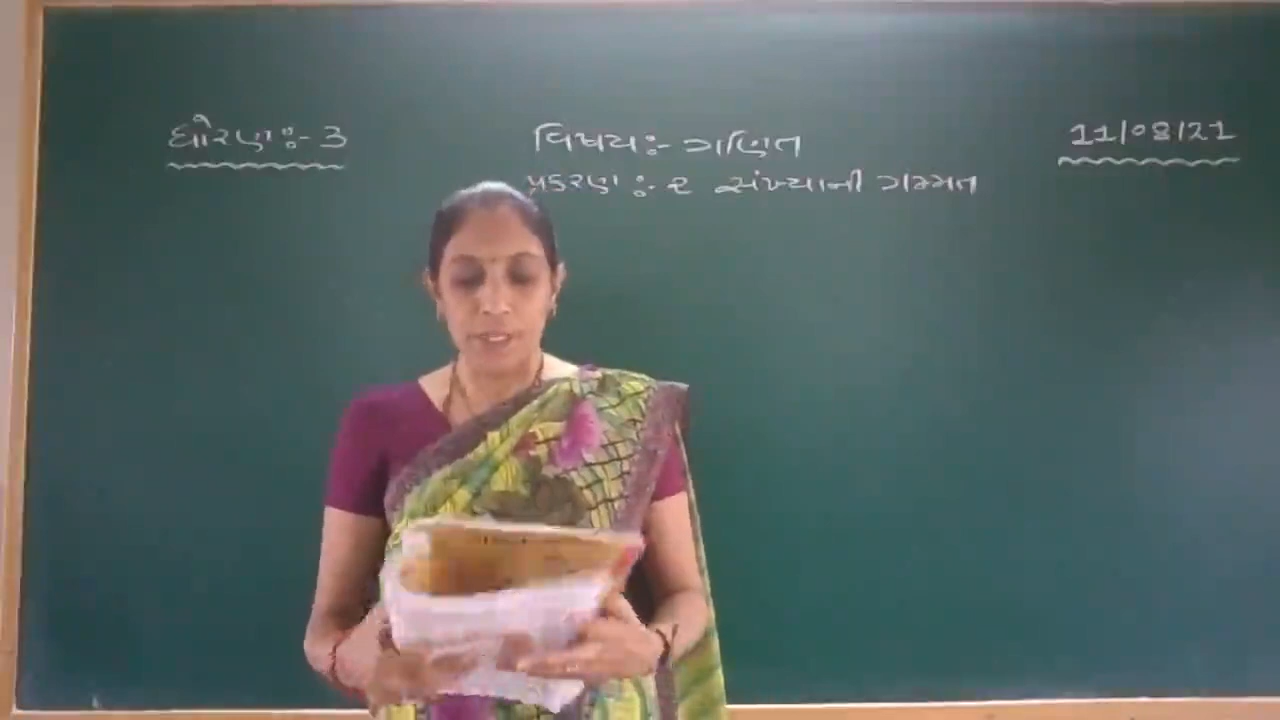 ધોરણ :- 3
વિષય :- ગણિત
11/08/21
પ્રકરણ :- ૨ સંખ્યાની ગમ્મત